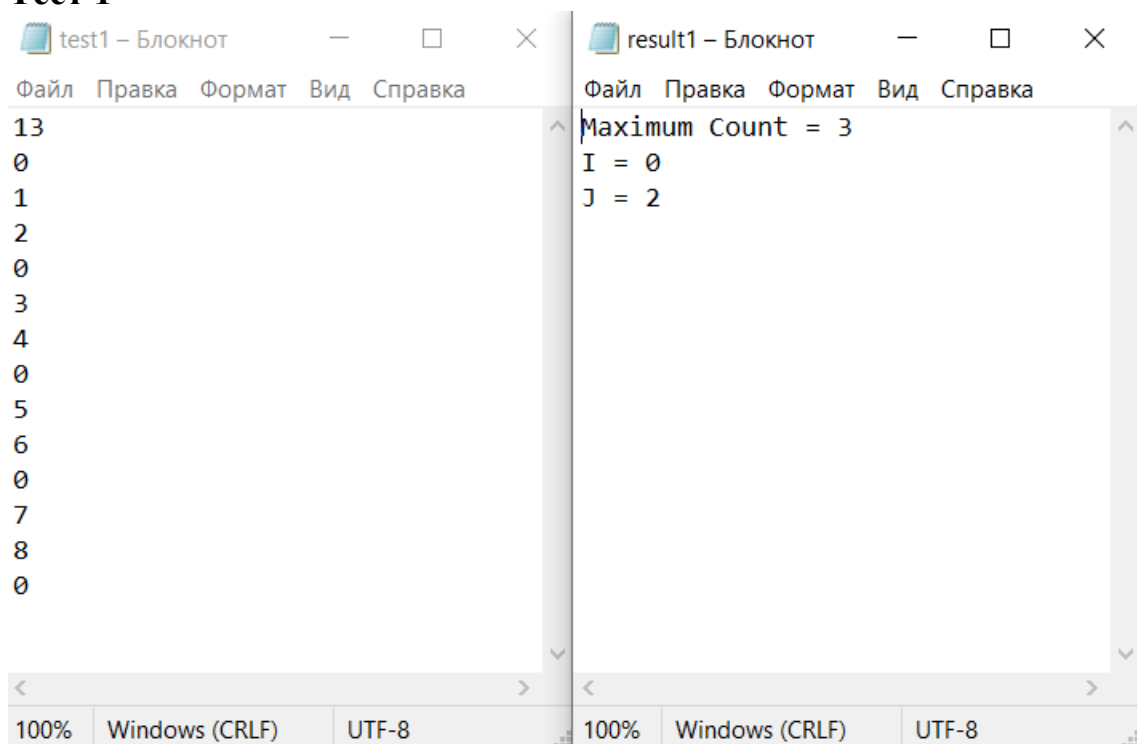 test1 – Блокнот
Файл Правка Формат Вид Справка
13
0
1
2
0
3
4
0
5
6
0
7
8
0
100% Windows (CRLF) UTF-8
result1 – Блокнот
Файл Правка Формат Вид Справка
Maximum Count = 3
I = 0
J = 2
100% Windows (CRLF) UTF-8